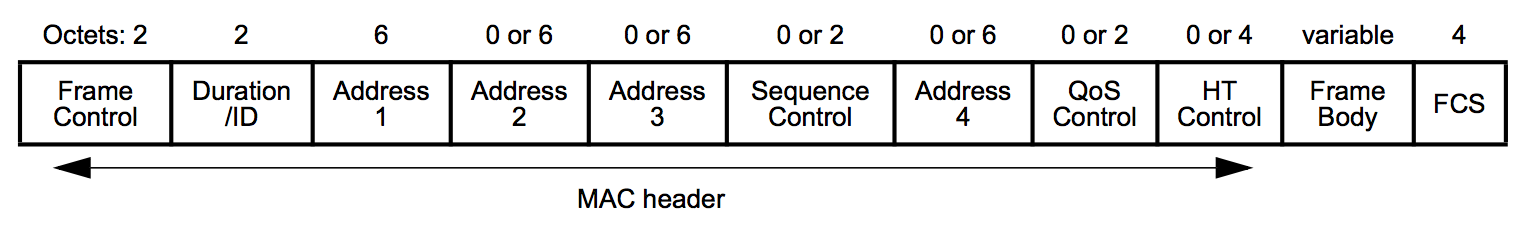 Octets: 2 2 6 0 or 6 0 or 6 0 or 2 0 or 6 0 or 2 0 or 4 variable 4
Frame Control
Duration /ID
Address 1
Address 2
Address 3
Sequence Control
Address 4
QoS Control
HT Control
Frame Body
FCS
MAC header